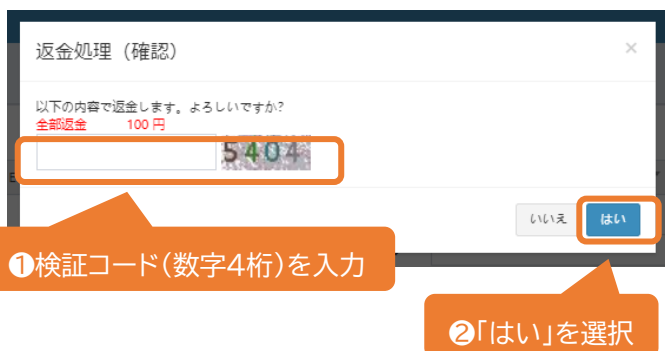 返金処理（確認）
×
以下の内容で返金します。よろしいですか?
全部返金 100 円
5404
いいえ はい
❶検証コード（数字4桁）を入力
❷「はい」を選択